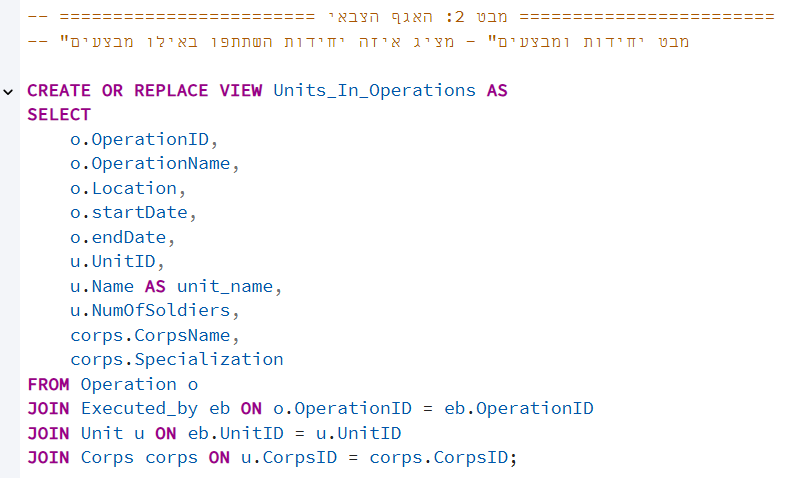 -- ======================== מבט 2: האגף הצבאי ========================
-- "מבט יחידות ומבצעים" - מציג איזה יחידות השתתפו באילו מבצעים
CREATE OR REPLACE VIEW Units_In_Operations AS
SELECT
o.OperationID,
o.OperationName,
o.Location,
o.startDate,
o.endDate,
u.UnitID,
u.Name AS unit_name,
u.NumOfSoldiers,
corps.CorpsName,
corps.Specialization
FROM Operation o
JOIN Executed_by eb ON o.OperationID = eb.OperationID
JOIN Unit u ON eb.UnitID = u.UnitID
JOIN Corps corps ON u.CorpsID = corps.CorpsID;